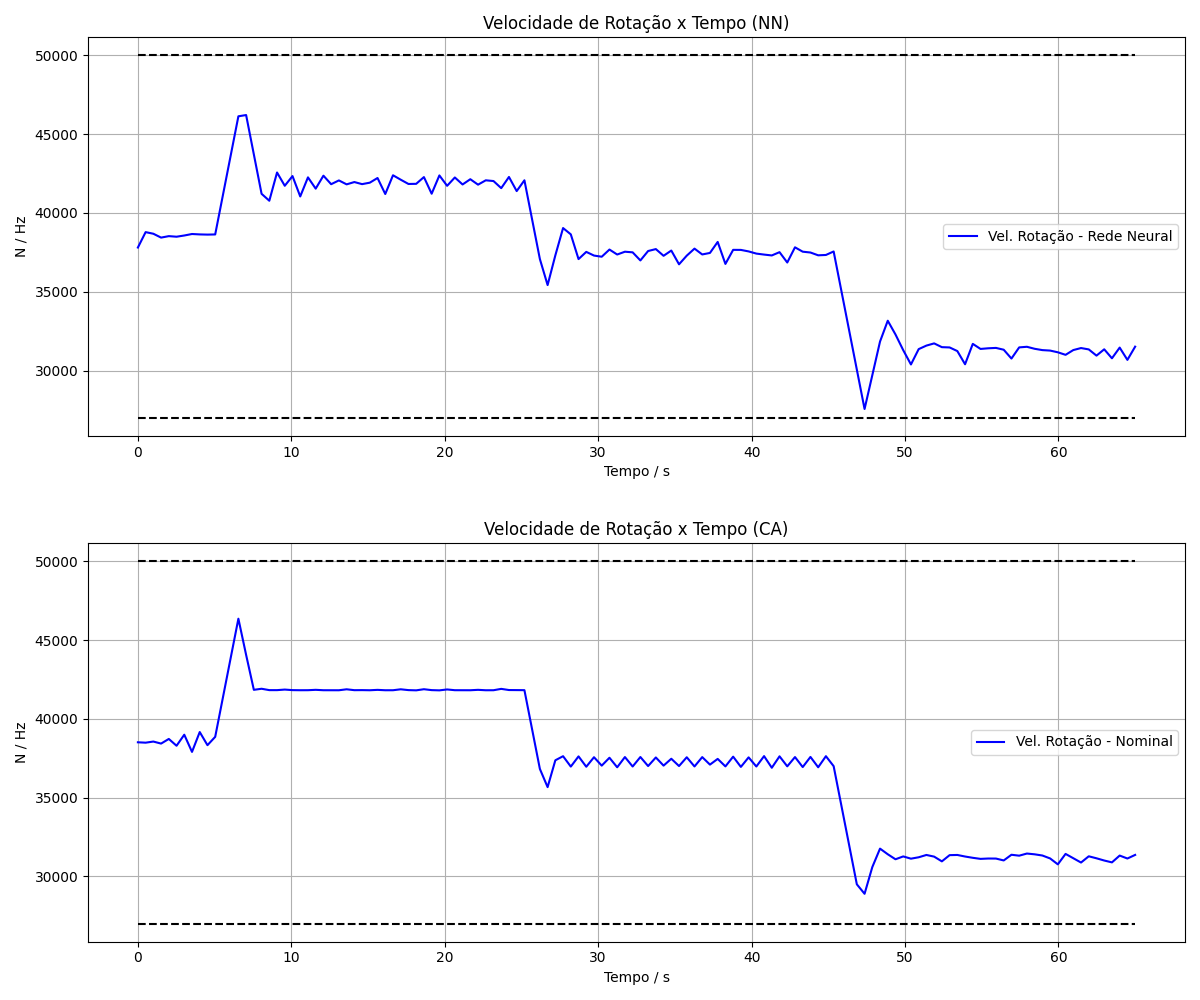 Velocidade de Rotação x Tempo (NN)
50000
45000
40000
35000
30000
N / Hz
Vel. Rotação - Rede Neural
0 10 20 30 40 50 60
Tempo / s
Velocidade de Rotação x Tempo (CA)
50000
45000
40000
35000
30000
N / Hz
Vel. Rotação - Nominal
0 10 20 30 40 50 60
Tempo / s